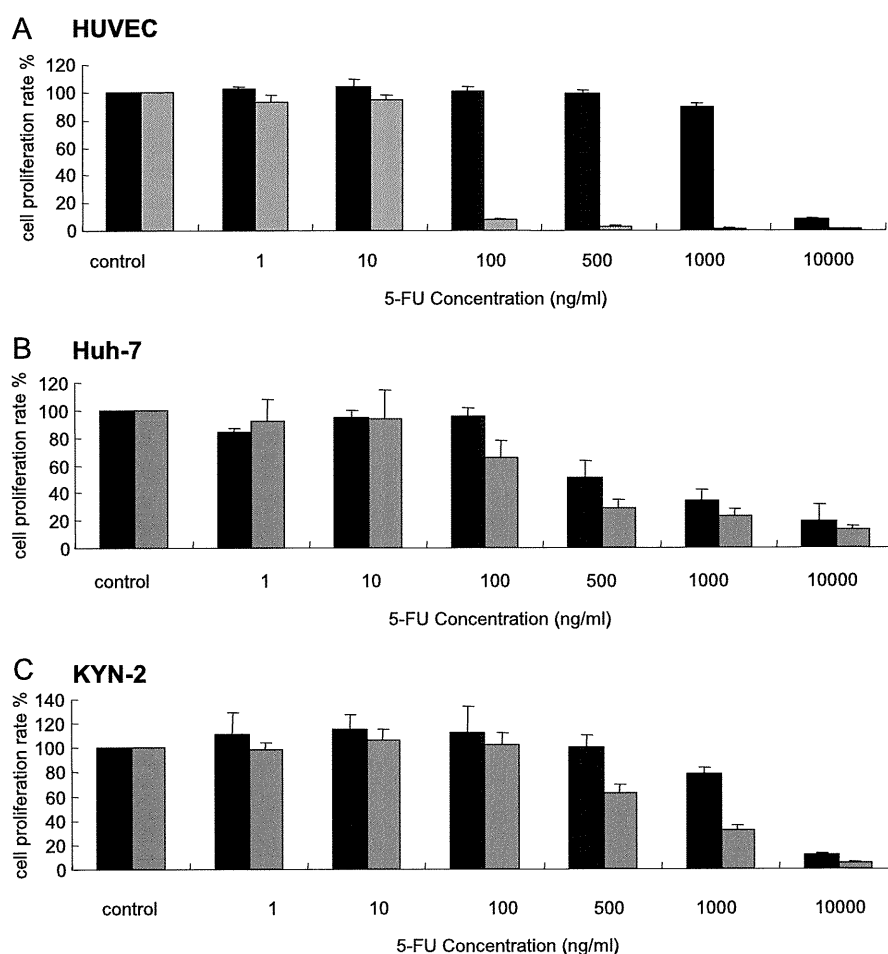 A HUVEC
cell proliferation rate %
120
100
80
60
40
20
0
control 1 10 100 500 1000 10000
5-FU Concentration (ng/ml)
B Huh-7
cell proliferation rate %
120
100
80
60
40
20
0
control 1 10 100 500 1000 10000
5-FU Concentration (ng/ml)
C KYN-2
cell proliferation rate %
140
120
100
80
60
40
20
0
control 1 10 100 500 1000 10000
5-FU Concentration (ng/ml)